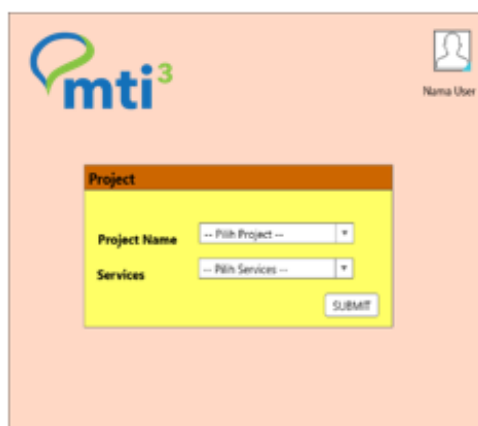 mti³
Nama User
Project
Project Name
-- Pilih Project --
Services
-- Pilih Services --
SUBMIT